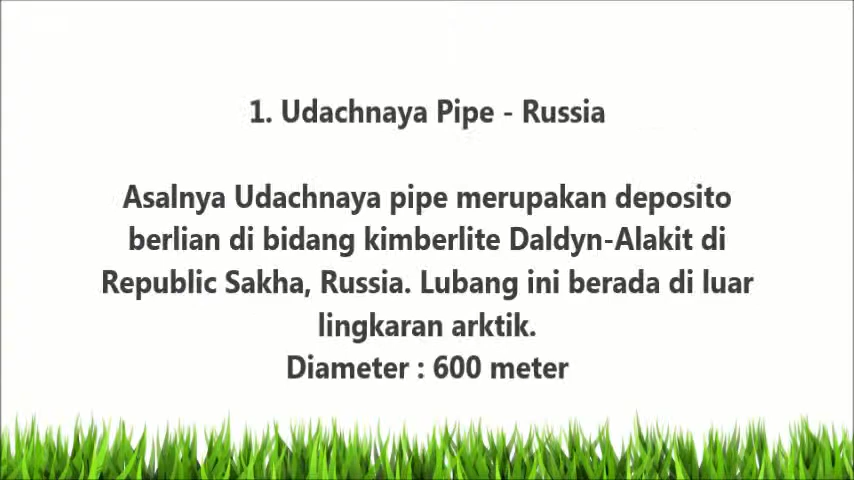 1. Udachnaya Pipe - Russia
Asalnya Udachnaya pipe merupakan deposito
berlian di bidang kimberlite Daldyn-Alakit di
Republic Sakha, Russia. Lubang ini berada di luar
lingkaran arktik.
Diameter : 600 meter